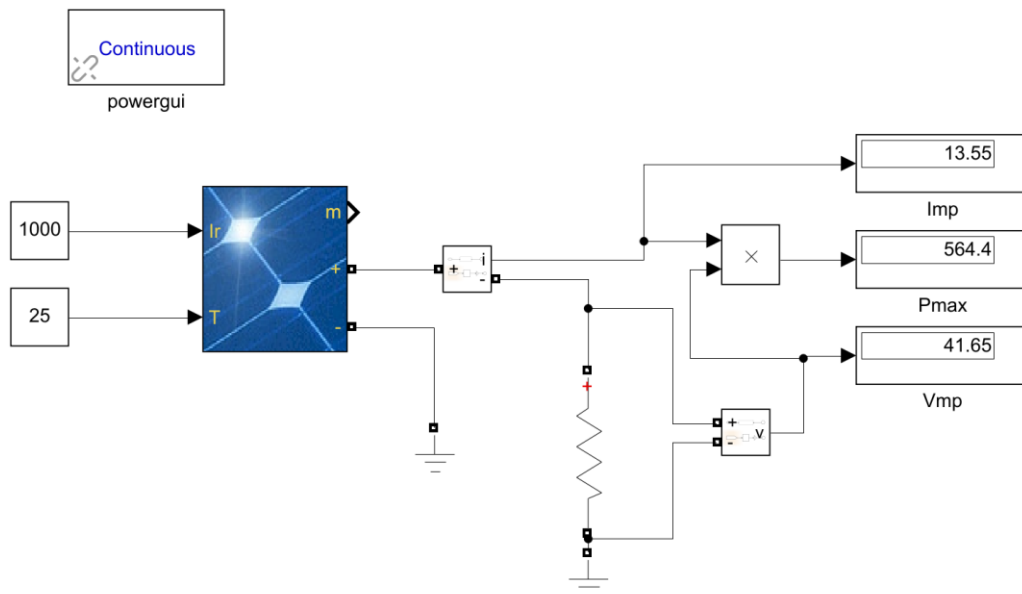 Continuous
powergui
1000
25
Ir
T
m
+
-
+
i
-
+
×
+
-
v
13.55
Imp
564.4
Pmax
41.65
Vmp